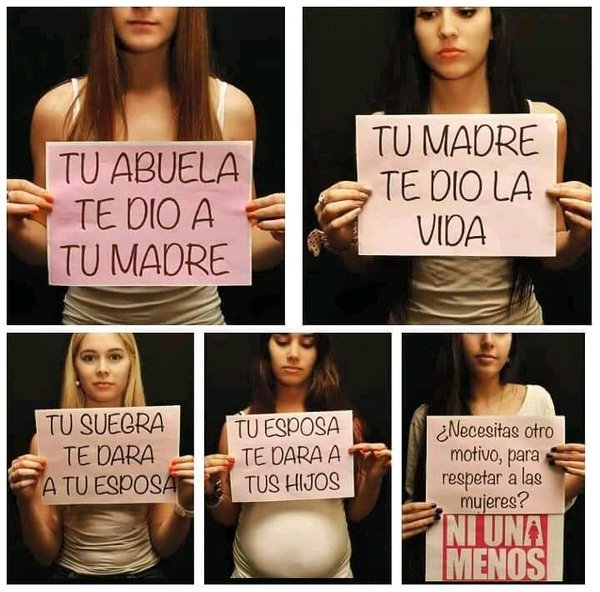 TU ABUELA
TE DIO A
TU MADRE
TU MADRE
TE DIO LA
VIDA
TU SUEGRA
TE DARA
A TU ESPOSA
TU ESPOSA
TE DARA A
TUS HIJOS
¿Necesitas otro
motivo, para
respetar a las
mujeres?
NI UNA
MENOS